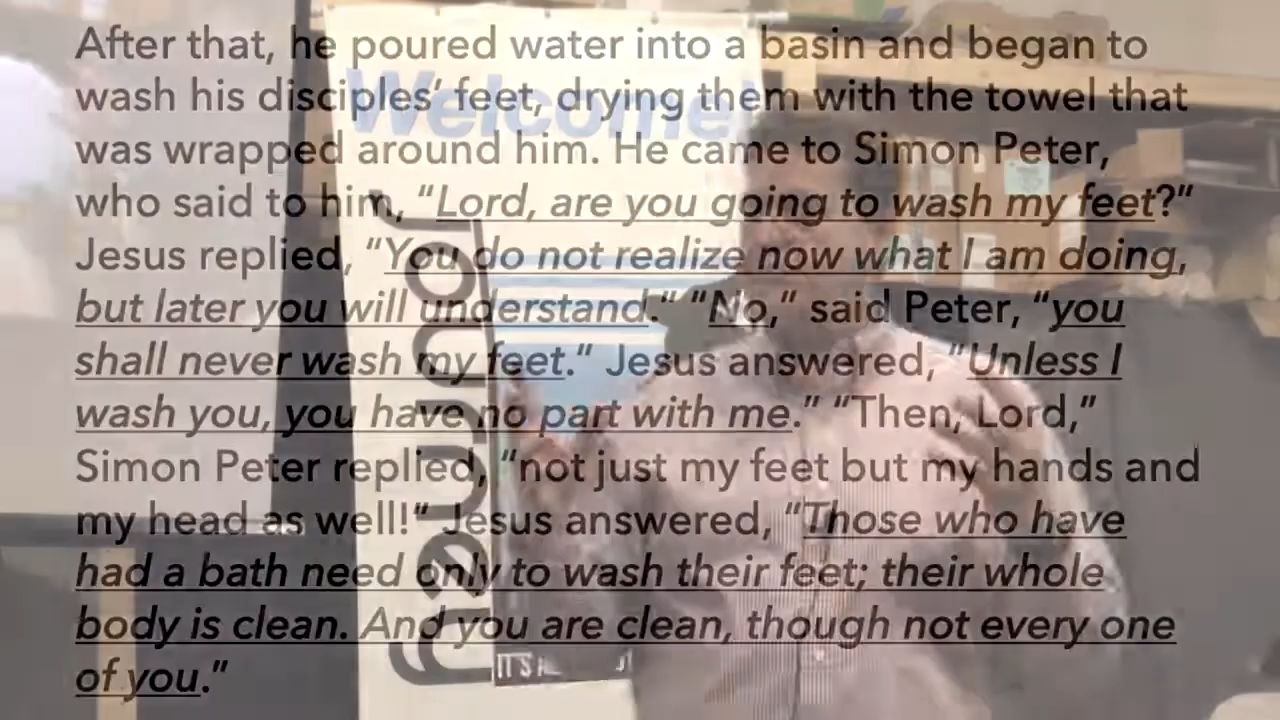 After that, he poured water into a basin and began to
wash his disciples’ feet, drying them with the towel that
was wrapped around him. He came to Simon Peter,
who said to him, “Lord, are you going to wash my feet?”
Jesus replied, “You do not realize now what I am doing,
but later you will understand.“ “No,“ said Peter, “you
shall never wash my feet.“ Jesus answered, “Unless I
wash you, you have no part with me.” “Then, Lord,”
Simon Peter replied, “not just my feet but my hands and
my head as well!“ Jesus answered, “Those who have
had a bath need only to wash their feet; their whole
body is clean. And you are clean, though not every one
of you.”
Welcome
Journey
IT'S